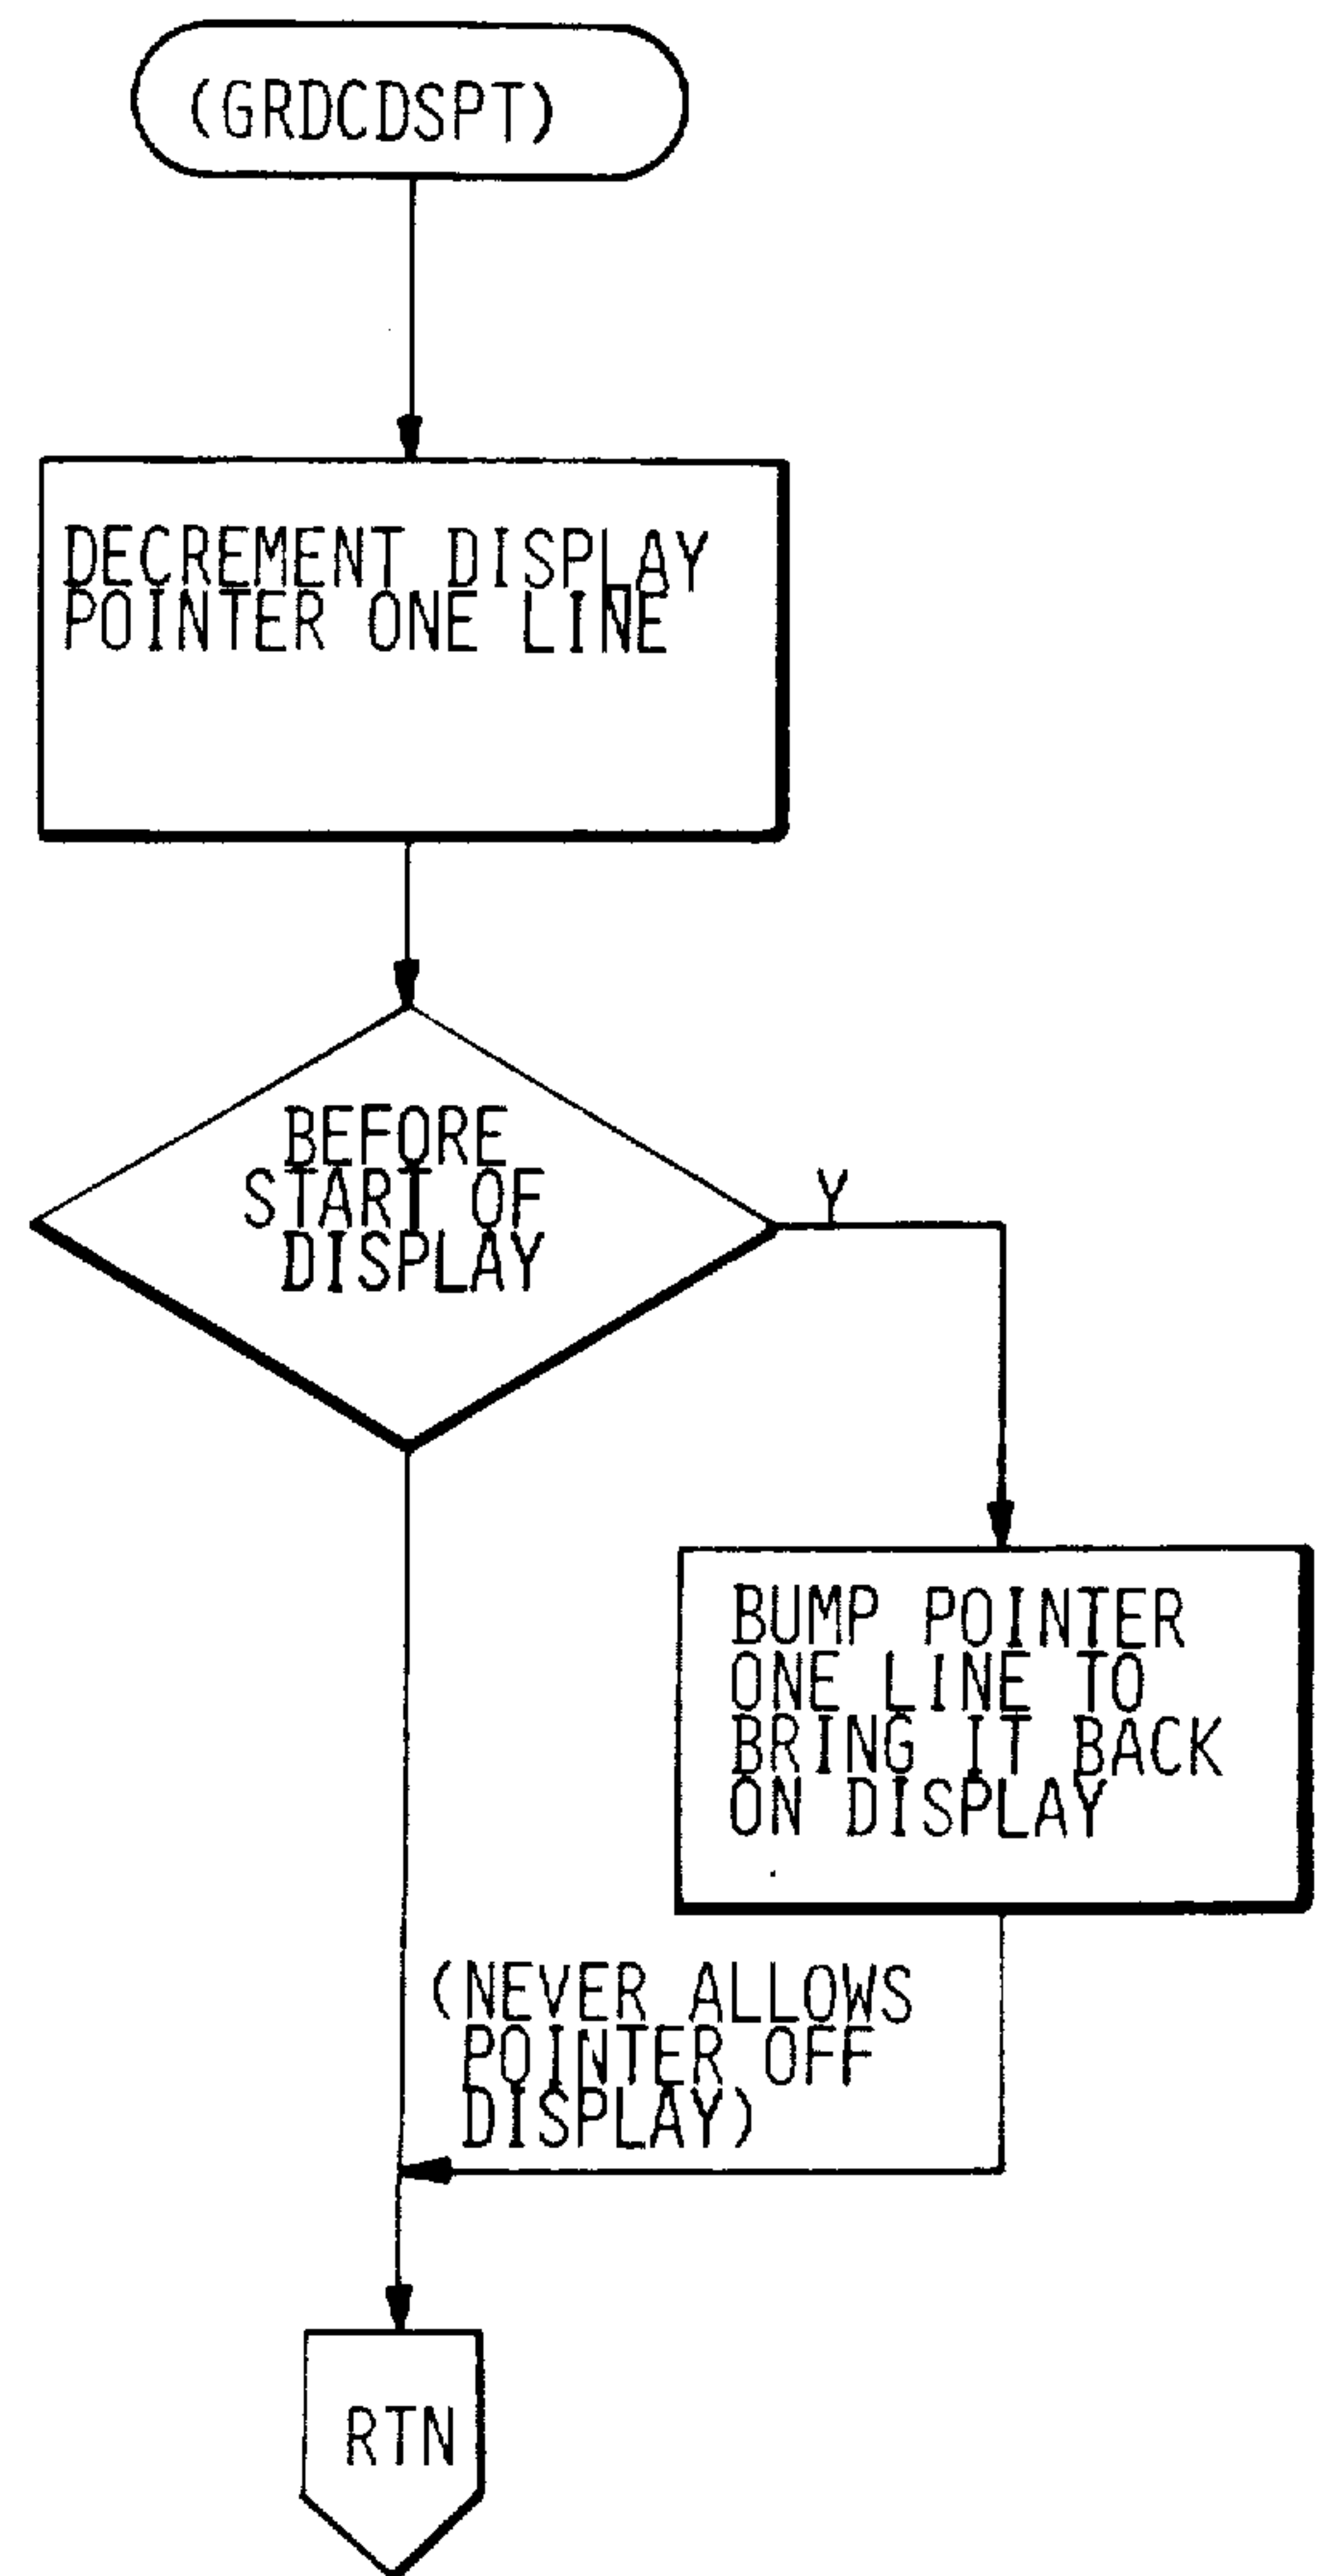 (GRDCDSPT)
DECREMENT DISPLAY
POINTER ONE LINE
BEFORE
START OF
DISPLAY
Y
BUMP POINTER
ONE LINE TO
BRING IT BACK
ON DISPLAY
(NEVER ALLOWS
POINTER OFF
DISPLAY)
RTN